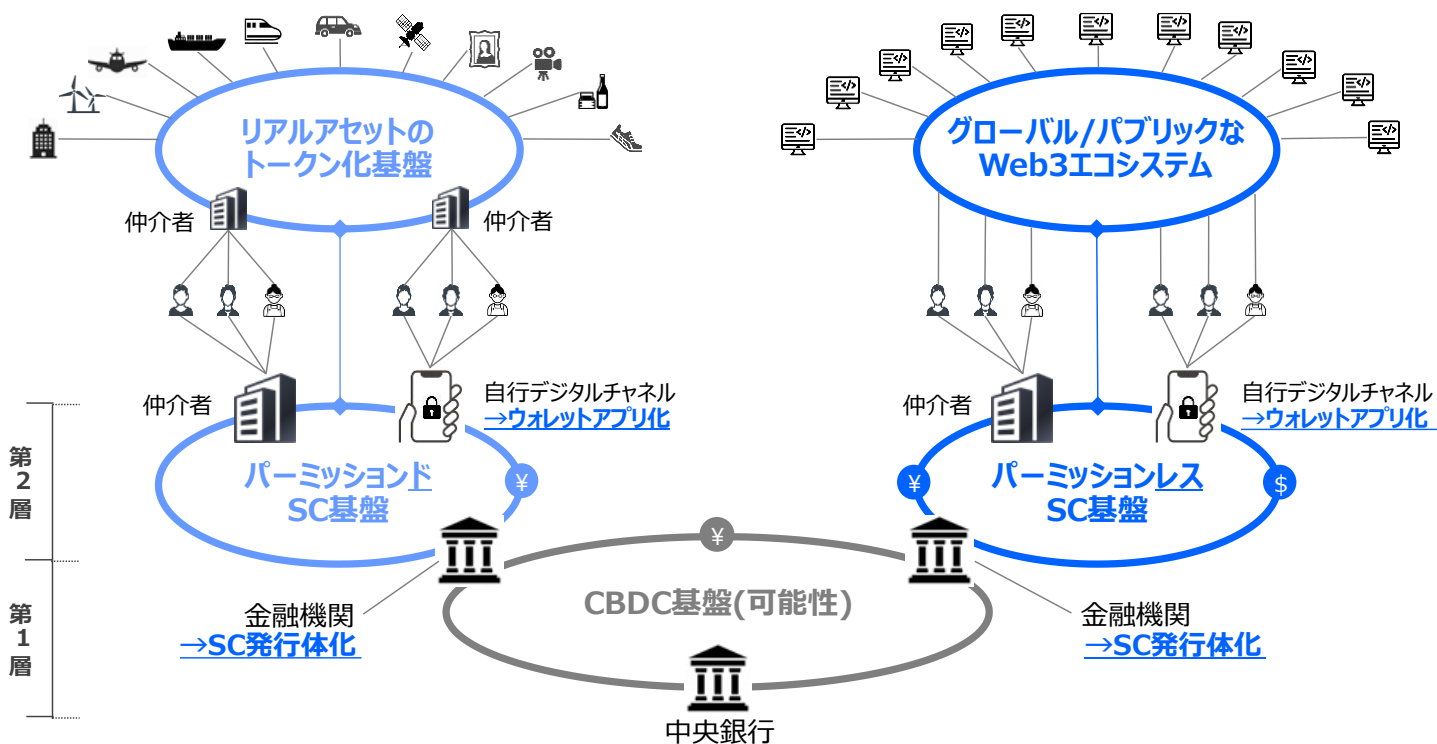 リアルアセットの
トークン化基盤
グローバル/パブリックな
Web3エコシステム
仲介者
仲介者
仲介者
自行デジタルチャネル
→ウォレットアプリ化
仲介者
自行デジタルチャネル
→ウォレットアプリ化
第2層
パーミッションド
SC基盤
¥
¥
パーミッションレス
SC基盤
$
¥
第1層
CBDC基盤(可能性)
金融機関
→SC発行体化
金融機関
→SC発行体化
中央銀行